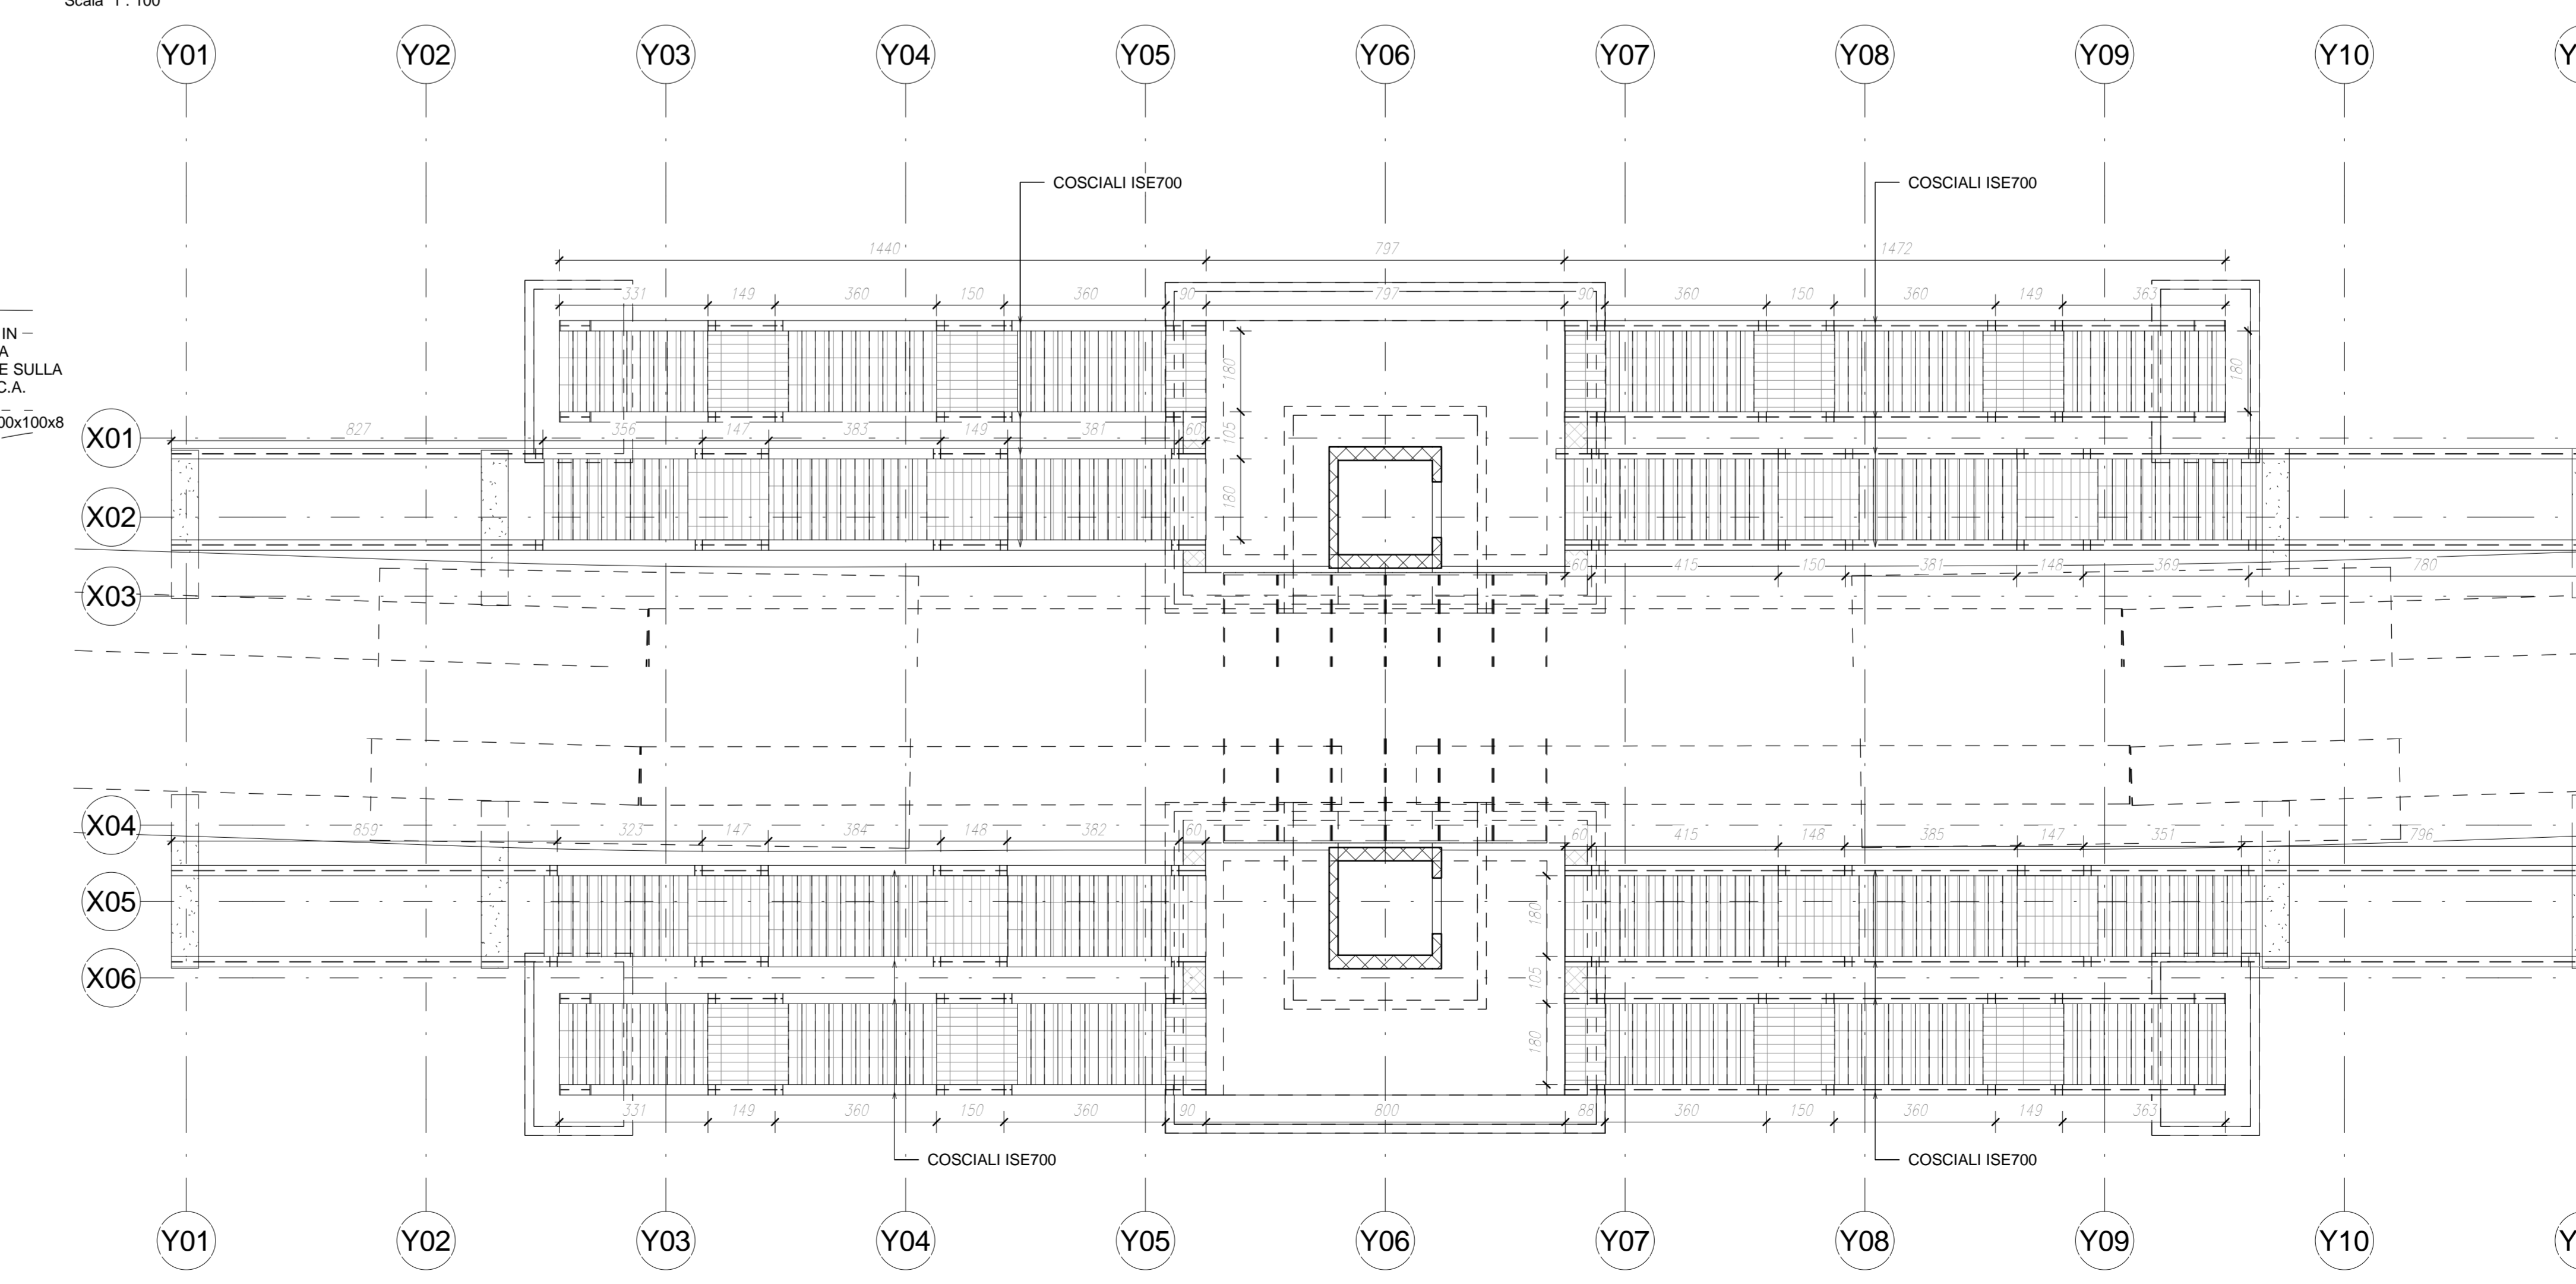 Scala 1 : 100
Y01 Y02 Y03 Y04 Y05 Y06 Y07 Y08 Y09 Y10 Y
COSCIALI ISE700 COSCIALI ISE700
1440 797 1472
331 149 360 150 360 90 797 90 360 150 360 149 363
IN
A
E SULLA
C.A.
00x100x8
180 180
X01 827 356 147 383 149 381 60 105
X02 180
60 415 150 381 148 369 780
X03
X04 859 323 147 384 148 382 60 60 415 148 385 147 351 796
X05 180
X06 105
180
331 149 360 150 360 90 800 88 360 150 360 149 363
COSCIALI ISE700 COSCIALI ISE700
Y01 Y02 Y03 Y04 Y05 Y06 Y07 Y08 Y09 Y10 Y